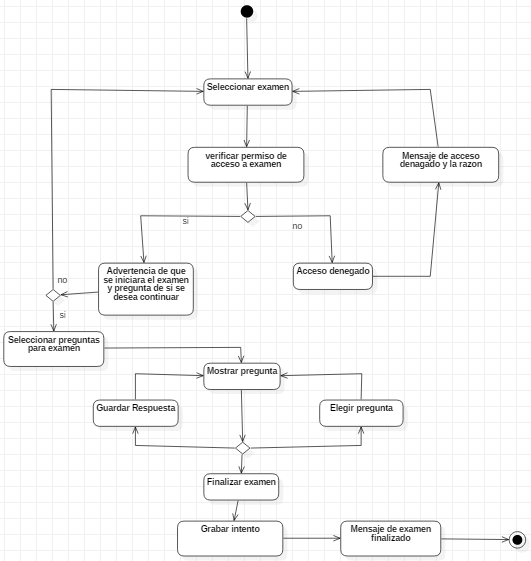 Seleccionar examen
verificar permiso de
acceso a examen
Mensaje de acceso
denagado y la razon
si
no
Advertencia de que
se iniciara el examen
y pregunta de si se
desea continuar
Acceso denegado
no
si
Seleccionar preguntas
para examen
Mostrar pregunta
Guardar Respuesta
Elegir pregunta
Finalizar examen
Grabar intento
Mensaje de examen
finalizado